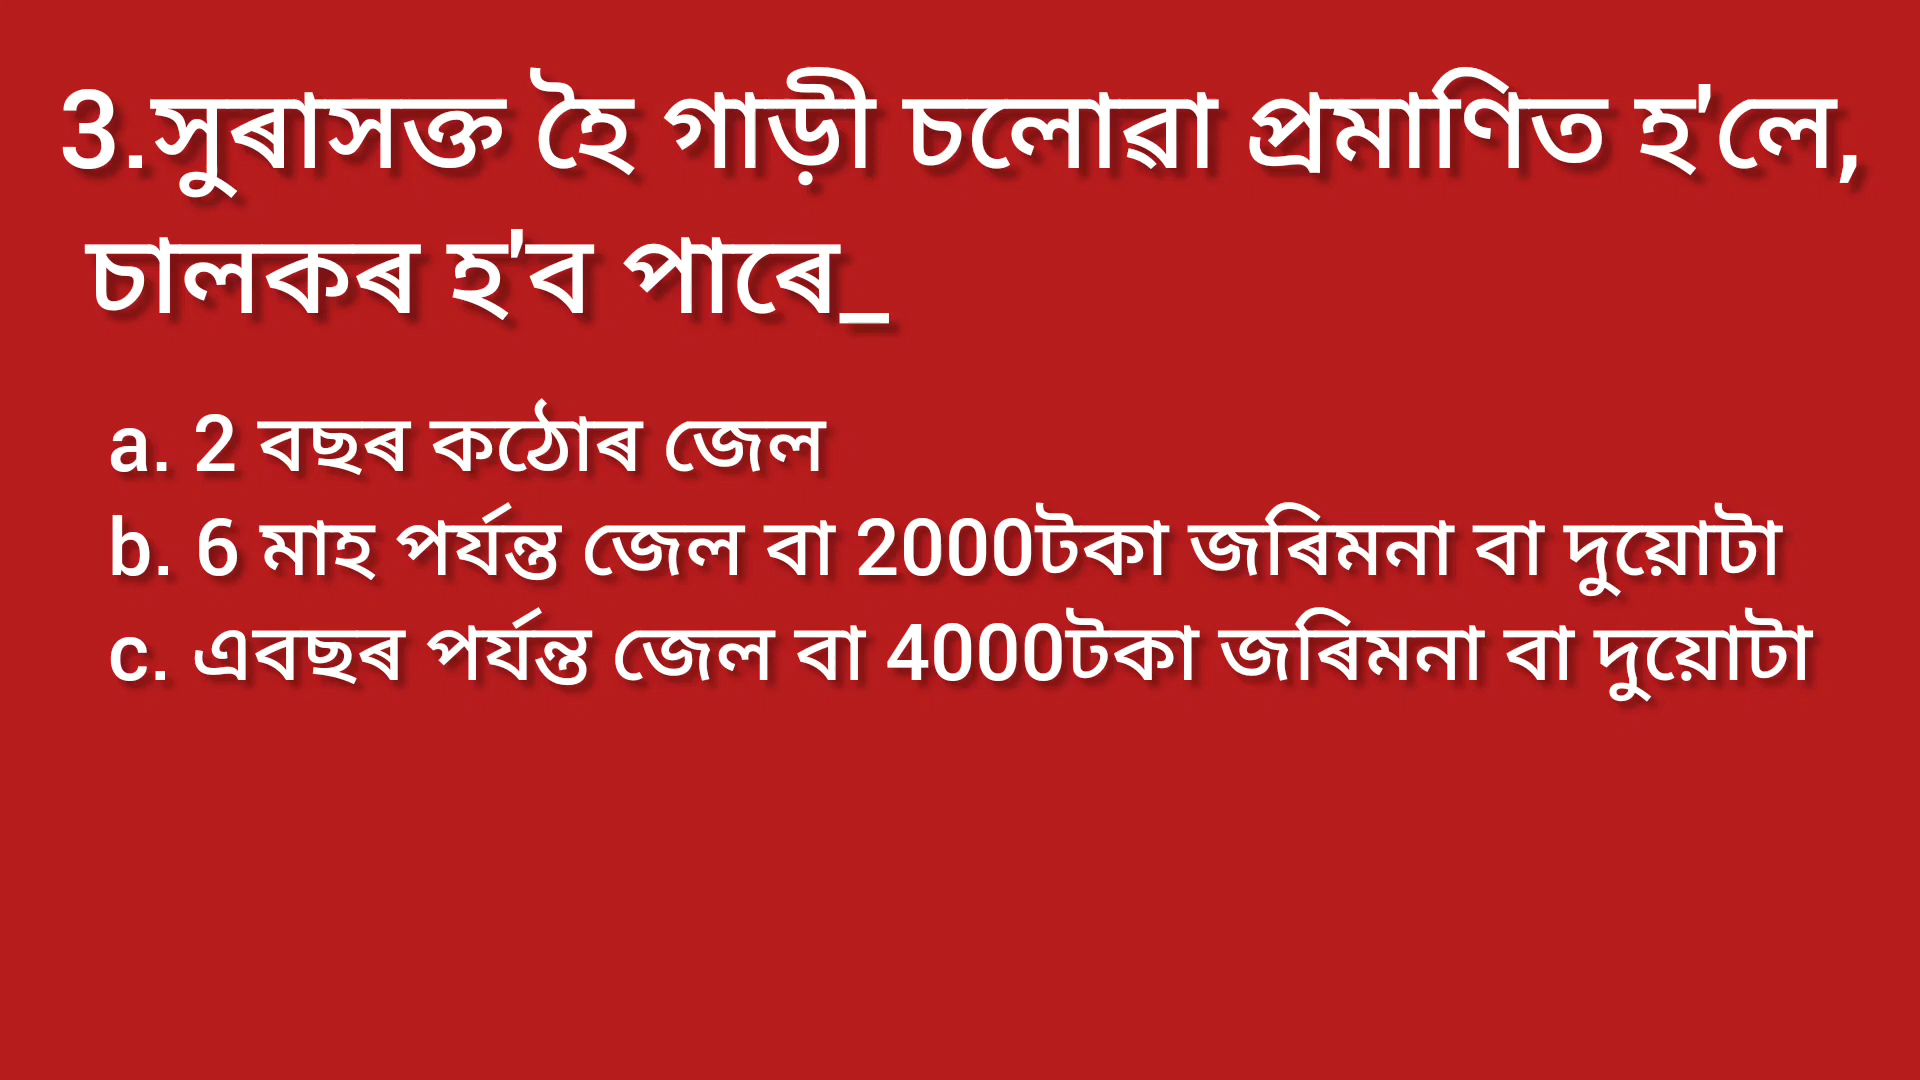 3.সুৰাসক্ত হৈ গাড়ী চলোৱা প্ৰমাণিত হ'লে,
চালকৰ হ'ব পাৰে_
a. 2 বছৰ কঠোৰ জেল
b. 6 মাহ পৰ্যন্ত জেল বা 2000টকা জৰিমনা বা দুয়োটা
c. এবছৰ পৰ্যন্ত জেল বা 4000টকা জৰিমনা বা দুয়োটা